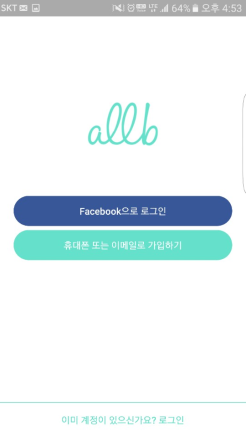 SKT 64% 오후 4:53
allb
Facebook으로 로그인
휴대폰 또는 이메일로 가입하기
이미 계정이 있으신가요? 로그인